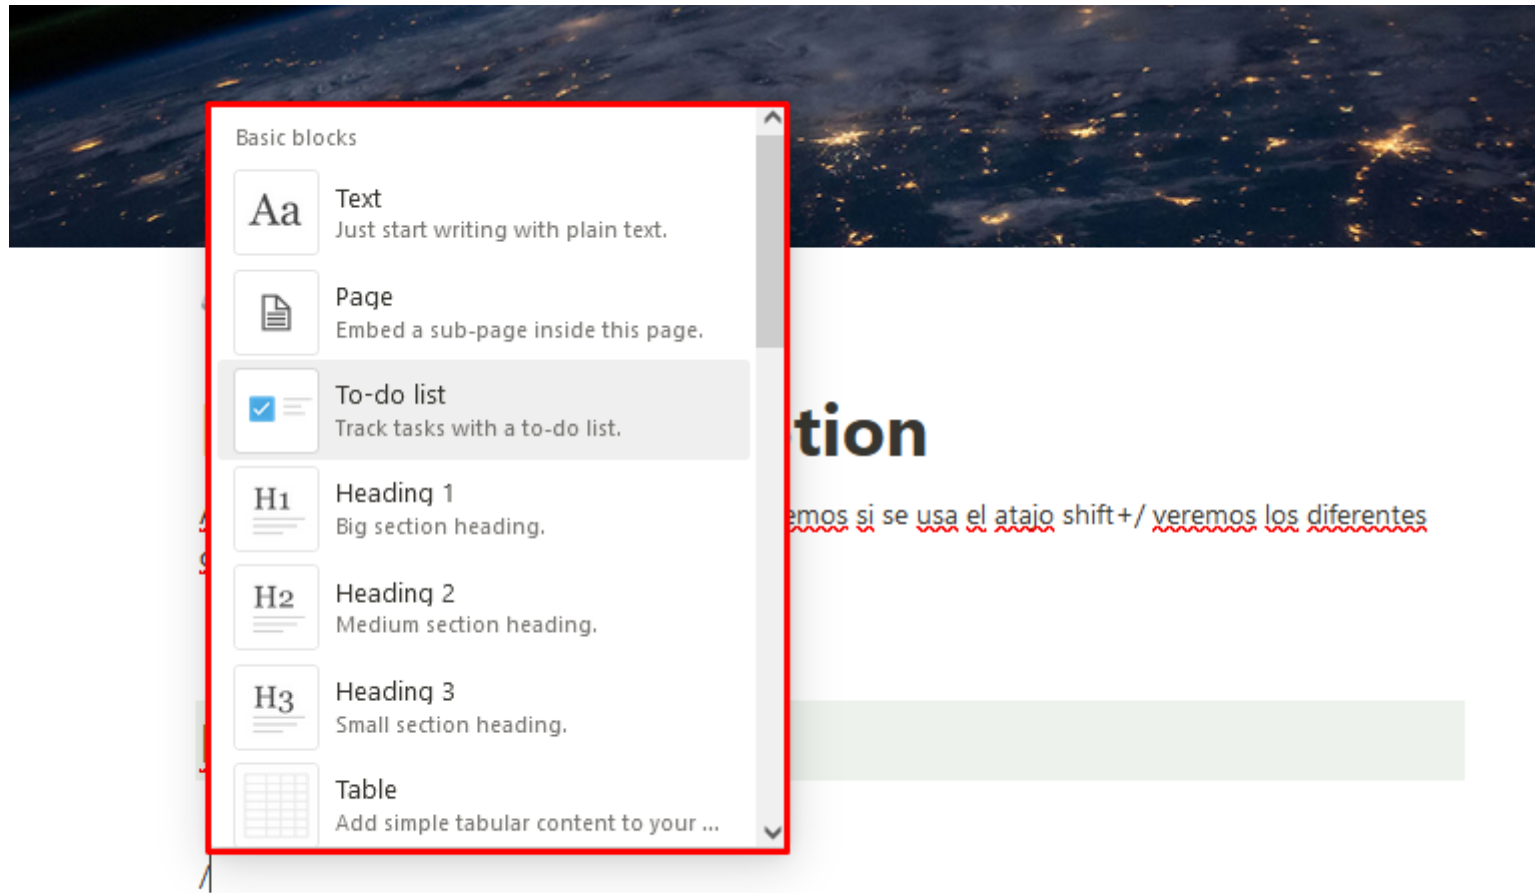 Basic blocks
Text
Just start writing with plain text.
Page
Embed a sub-page inside this page.
To-do list
Track tasks with a to-do list.
Heading 1
Big section heading.
Heading 2
Medium section heading.
Heading 3
Small section heading.
Table
Add simple tabular content to your ...
Aa
H1
H2
H3
tion
emos si se usa el atajo shift+/ veremos los diferentes
/